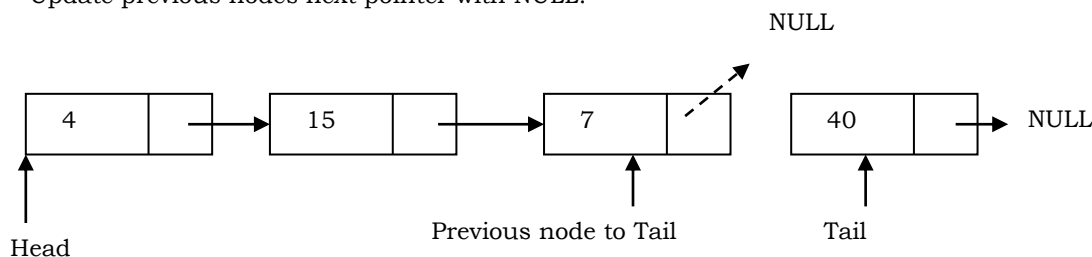 Update previous nodes next pointer with NULL.
NULL
4 15 7 40 NULL
Previous node to Tail Tail
Head